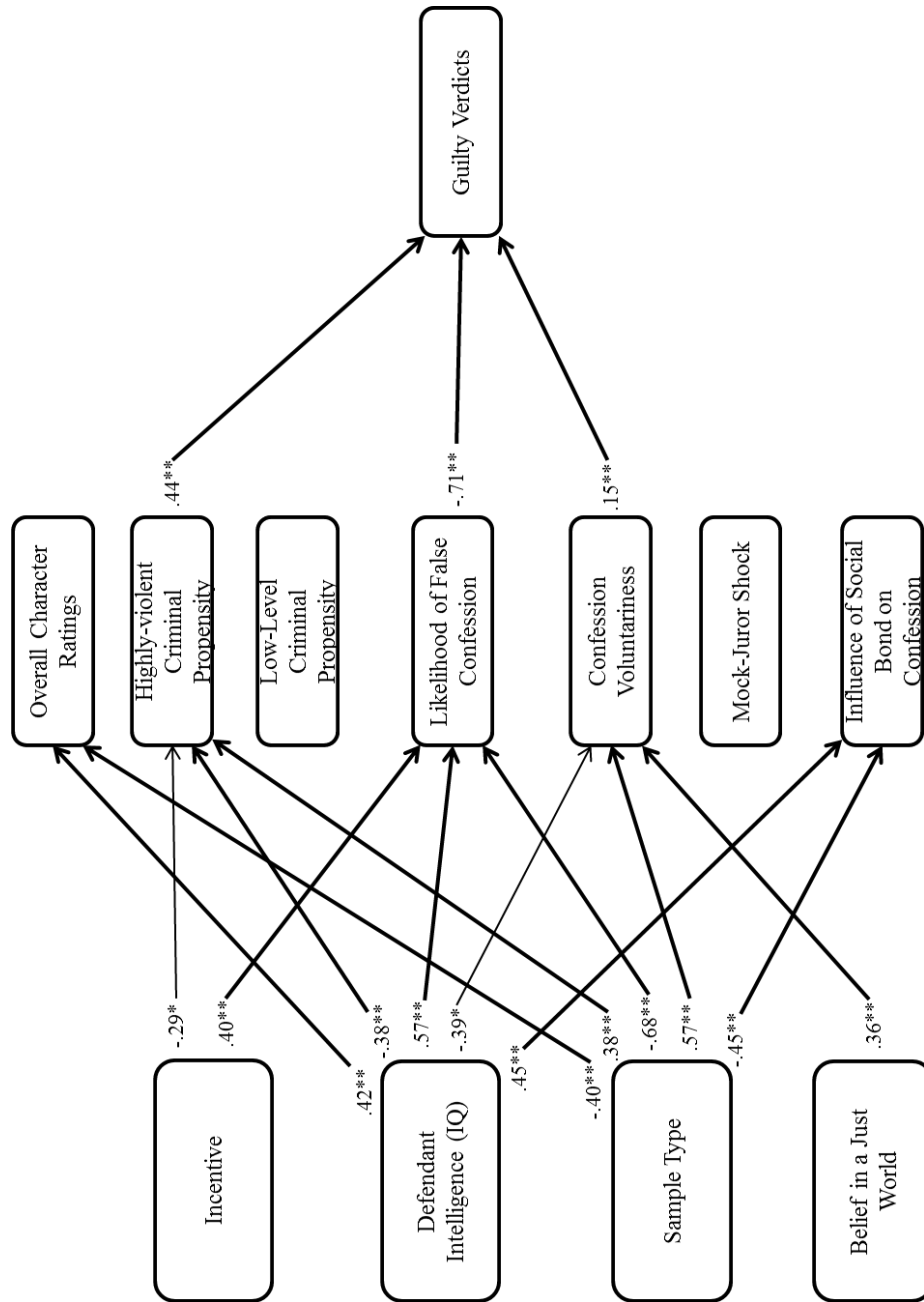 Incentive
Defendant
Intelligence (IQ)
Sample Type
Belief in a Just
World
-.29*
.40**
.42**
-.38**
.57**
-.39*
.45**
-.40**
.38**
-.68**
.57**
-.45**
.36**
Overall Character
Ratings
Highly-violent
Criminal
Propensity
Low-Level
Criminal
Propensity
Likelihood of False
Confession
Confession
Voluntariness
Mock-Juror Shock
Influence of Social
Bond on
Confession
.44**
-.71**
.15**
Guilty Verdicts